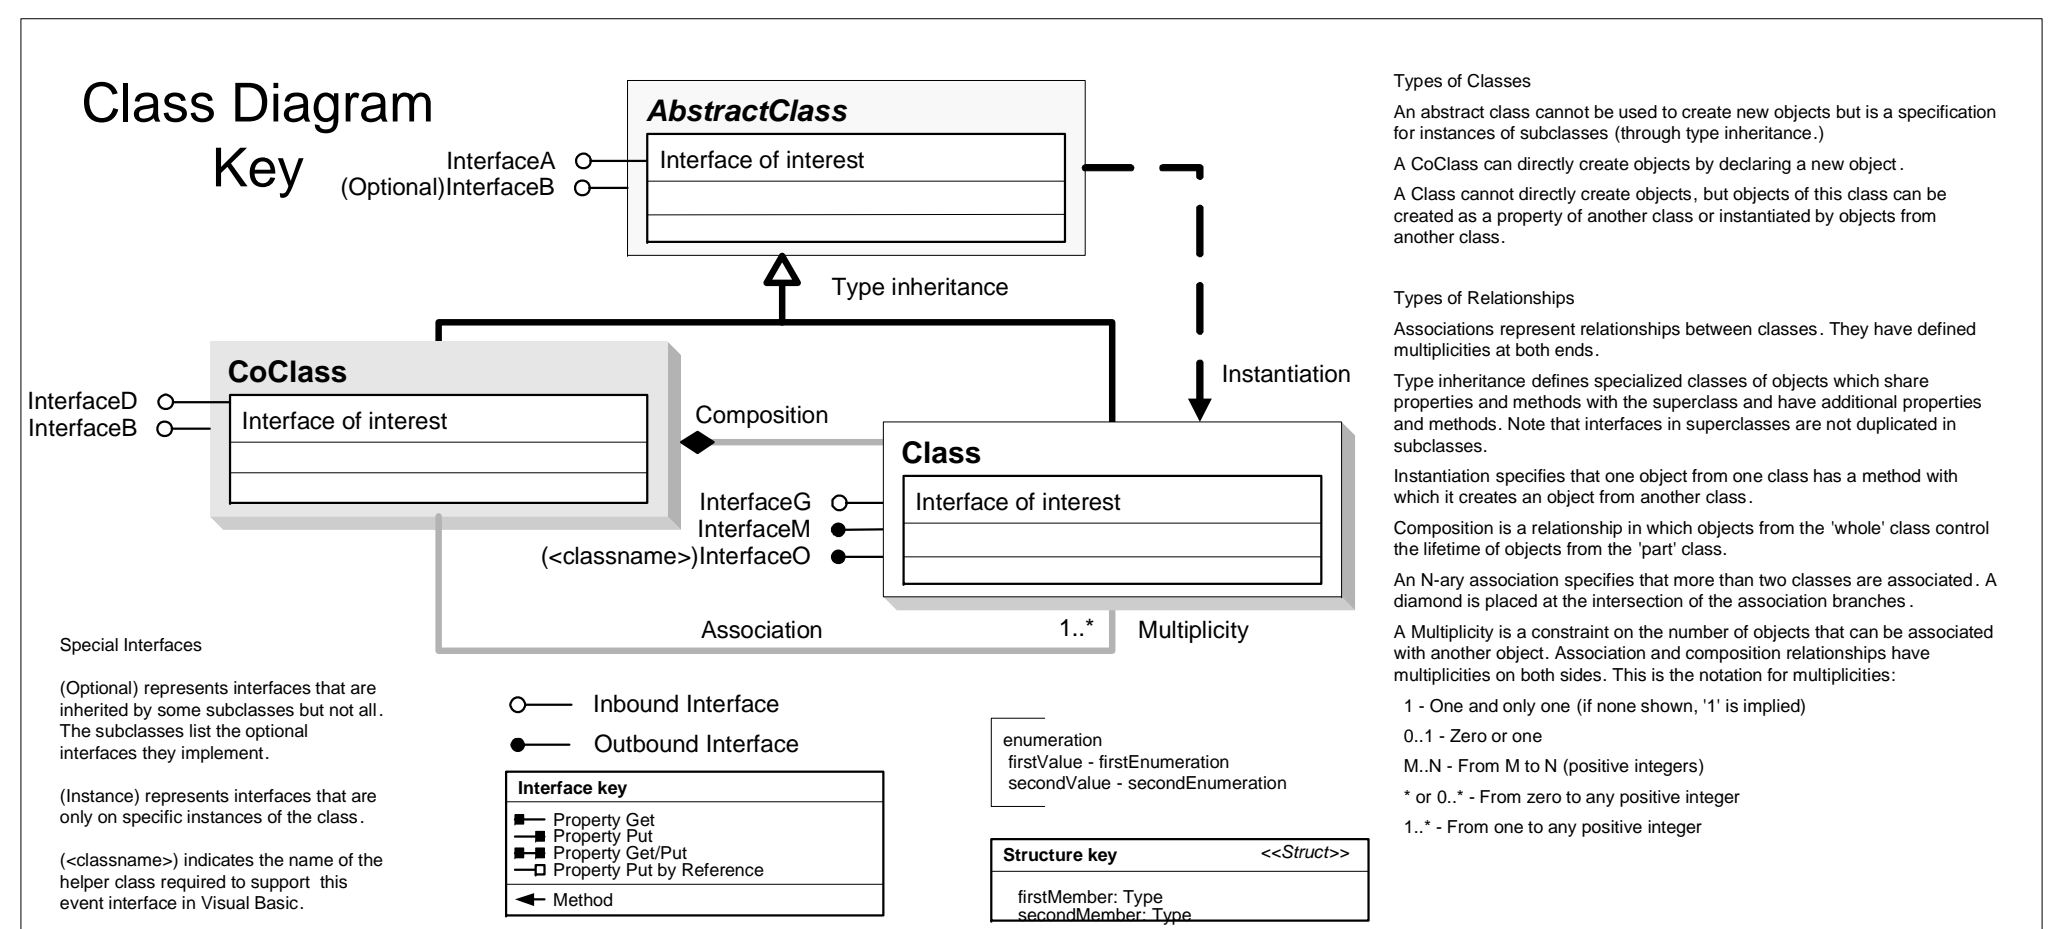 Class Diagram
Key
AbstractClass
Interface of interest
InterfaceA
(Optional)InterfaceB
Type inheritance
CoClass
Interface of interest
InterfaceD
InterfaceB
Composition
Instantiation
Class
Interface of interest
InterfaceG
InterfaceM
(<classname>)InterfaceO
Association
1..*
Multiplicity
Special Interfaces
(Optional) represents interfaces that are
inherited by some subclasses but not all.
The subclasses list the optional
interfaces they implement.
(Instance) represents interfaces that are
only on specific instances of the class.
(<classname>) indicates the name of the
helper class required to support this
event interface in Visual Basic.
Inbound Interface
Outbound Interface
Interface key
Property Get
Property Put
Property Get/Put
Property Put by Reference
Method
enumeration
firstValue - firstEnumeration
secondValue - secondEnumeration
Structure key <<Struct>>
firstMember: Type
secondMember: Type
Types of Classes
An abstract class cannot be used to create new objects but is a specification
for instances of subclasses (through type inheritance.)
A CoClass can directly create objects by declaring a new object.
A Class cannot directly create objects, but objects of this class can be
created as a property of another class or instantiated by objects from
another class.
Types of Relationships
Associations represent relationships between classes. They have defined
multiplicities at both ends.
Type inheritance defines specialized classes of objects which share
properties and methods with the superclass and have additional properties
and methods. Note that interfaces in superclasses are not duplicated in
subclasses.
Instantiation specifies that one object from one class has a method with
which it creates an object from another class.
Composition is a relationship in which objects from the 'whole' class control
the lifetime of objects from the 'part' class.
An N-ary association specifies that more than two classes are associated. A
diamond is placed at the intersection of the association branches.
A Multiplicity is a constraint on the number of objects that can be associated
with another object. Association and composition relationships have
multiplicities on both sides. This is the notation for multiplicities:
1 - One and only one (if none shown, '1' is implied)
0..1 - Zero or one
M..N - From M to N (positive integers)
* or 0..* - From zero to any positive integer
1..* - From one to any positive integer